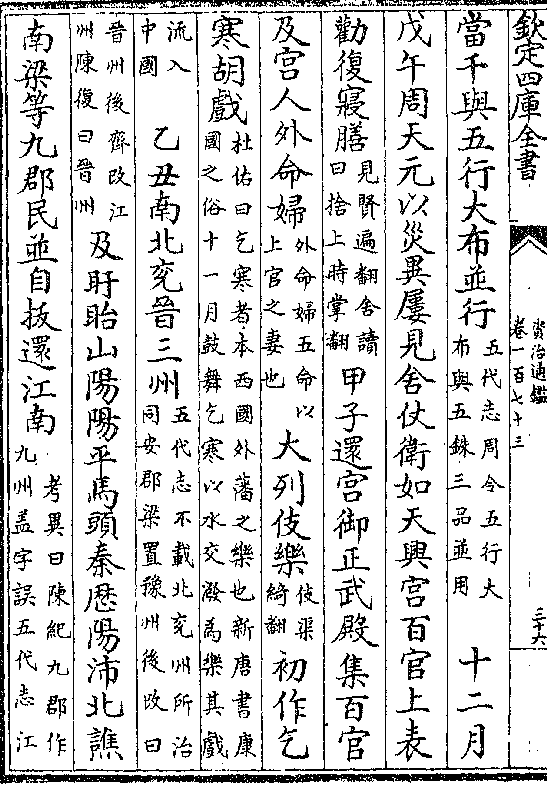 欽定四庫全書
資治通鑑
卷一百七十三
三十六
當千與五行大布並行
五代志周令五行大
布與五銖三品並用
十二月
戊午周天元以災異屢見舍仗衛如天興宫百官上表
勸復寢膳
見賢遍翻舍讀
曰捨上時掌翻
甲子還宫御正武殿集百官
及宫人外命婦
外命婦五命以
上官之妻也
大列伎樂
伎渠
綺翻
初作乞
寒胡戲
杜佑曰乞寒者本西國外藩之樂也新唐書康
國之俗十一月鼓舞乞寒以水交潑為樂其戲
流入
中國
乙丑南北兖晉三州
五代志不載北兖州所治
同安郡梁置豫州後改曰
晉州後齊改江
州陳復曰晉州
及盱眙山陽陽平馬頭秦歴陽沛北譙
南梁等九郡民並自拔還江南
考異曰陳紀九郡作
九州盖字誤五代志江